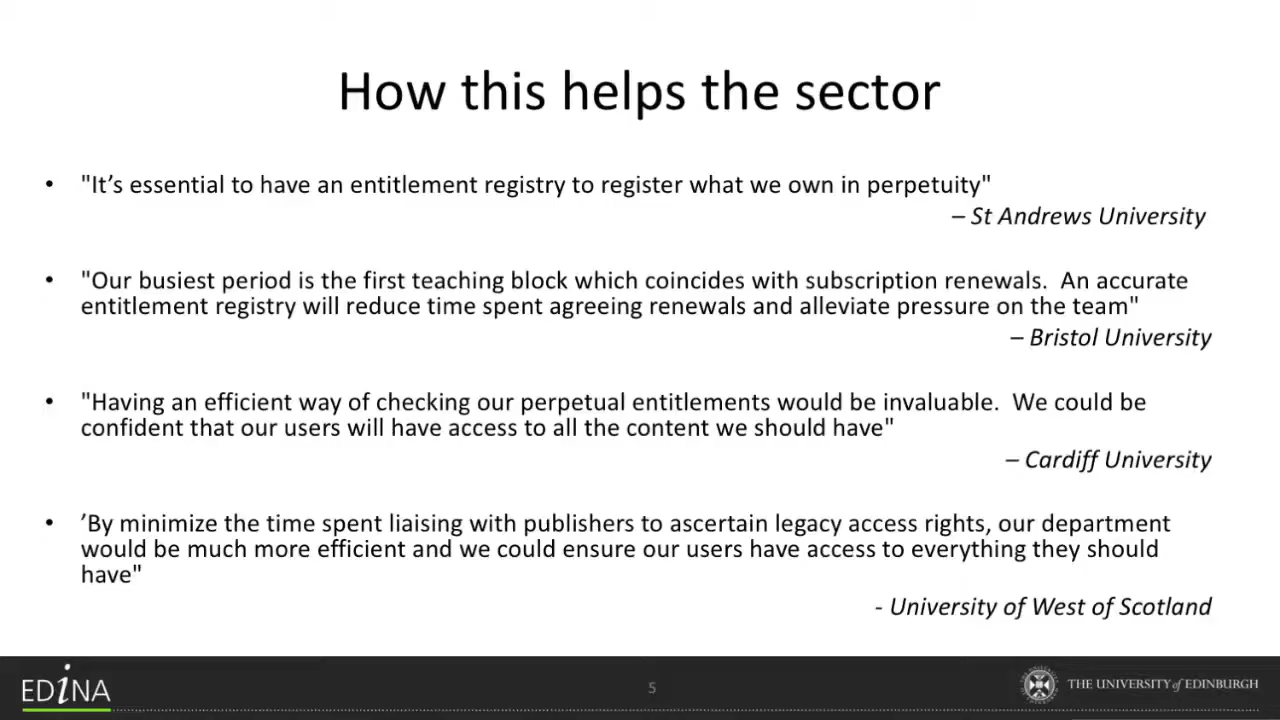 How this helps the sector
• "It’s essential to have an entitlement registry to register what we own in perpetuity"
– St Andrews University
• "Our busiest period is the first teaching block which coincides with subscription renewals.  An accurate
entitlement registry will reduce time spent agreeing renewals and alleviate pressure on the team"
– Bristol University
• "Having an efficient way of checking our perpetual entitlements would be invaluable.  We could be
confident that our users will have access to all the content we should have"
– Cardiff University
• ’By minimize the time spent liaising with publishers to ascertain legacy access rights, our department
would be much more efficient and we could ensure our users have access to everything they should
have"
- University of West of Scotland
EDINA
5
THE UNIVERSITY of EDINBURGH